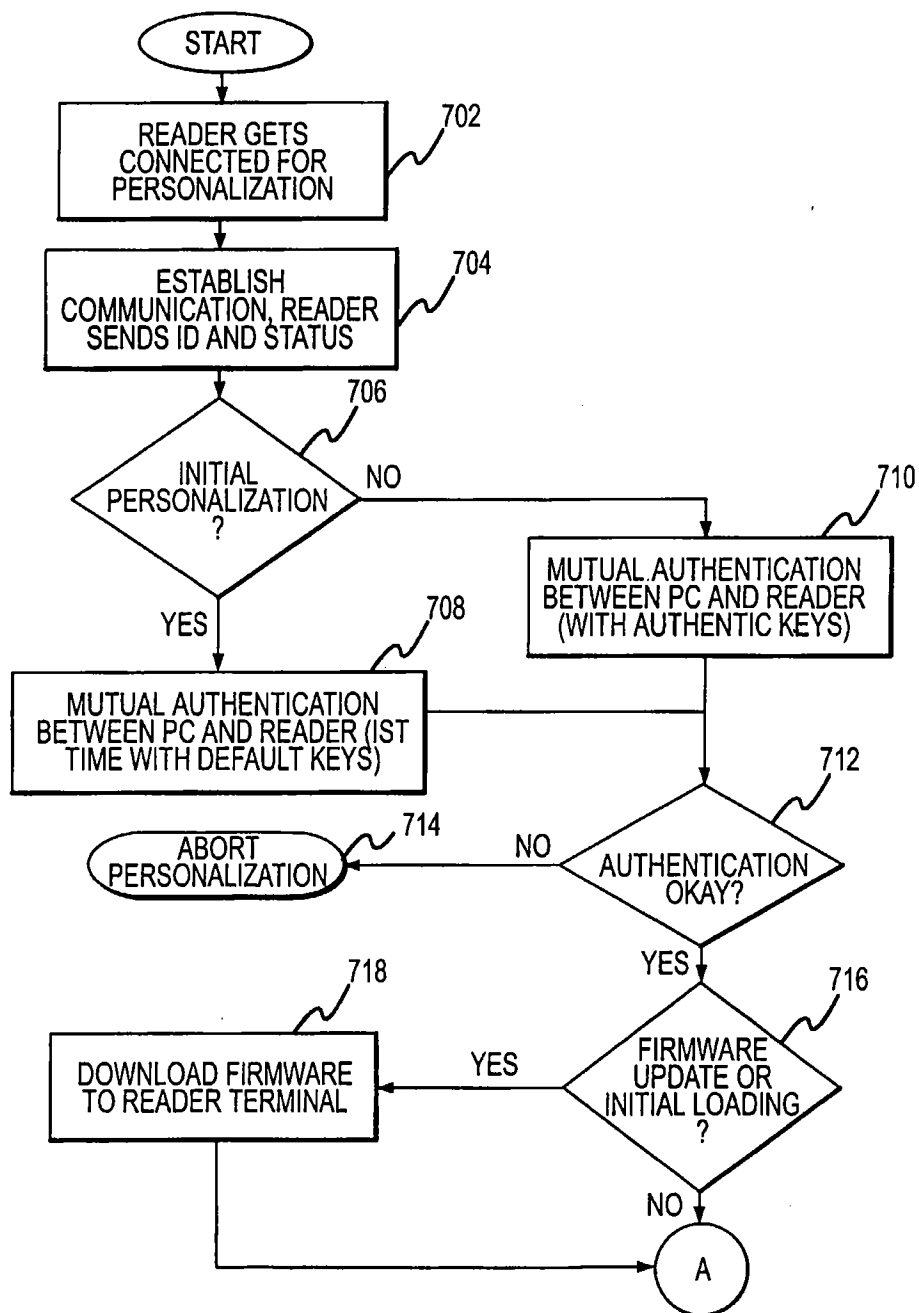 START
702
READER GETS
CONNECTED FOR
PERSONALIZATION
704
ESTABLISH
COMMUNICATION, READER
SENDS ID AND STATUS
706
INITIAL
PERSONALIZATION
?
NO
YES
710
MUTUAL.AUTHENTICATION
BETWEEN PC AND READER
(WITH AUTHENTIC KEYS)
708
MUTUAL AUTHENTICATION
BETWEEN PC AND READER (IST
TIME WITH DEFAULT KEYS)
712
AUTHENTICATION
OKAY?
NO
714
ABORT
PERSONALIZATION
YES
716
FIRMWARE
UPDATE OR
INITIAL LOADING
?
YES
718
DOWNLOAD FIRMWARE
TO READER TERMINAL
NO
A